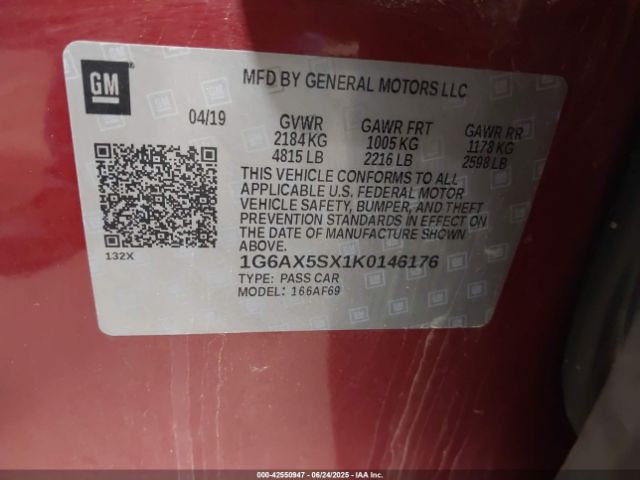 GM
MFD BY GENERAL MOTORS LLC
04/19 GVWR GAWR FRT GAWR RR
2184 KG 1005 KG 1178 KG
4815 LB 2216 LB 2598 LB
THIS VEHICLE CONFORMS TO ALL
APPLICABLE U.S. FEDERAL MOTOR
VEHICLE SAFETY, BUMPER, AND THEFT
PREVENTION STANDARDS IN EFFECT ON
THE DATE OF MANUFACTURE SHOWN
ABOVE.
132X
1G6AX5SX1K0146176
TYPE: PASS CAR
MODEL: 166AF69
000-42550947 - 06/24/2025 - IAA Inc.